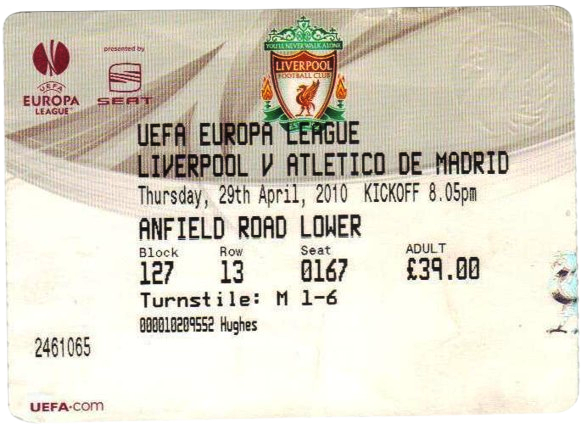 presented by
UEFA
EUROPA
LEAGUE™
SEAT
YOU'LL NEVER WALK ALONE
LIVERPOOL
FOOTBALL CLUB
UEFA EUROPA LEAGUE
LIVERPOOL V ATLETICO DE MADRID
Thursday, 29th April, 2010 KICKOFF 8.05pm
ANFIELD ROAD LOWER
Block Row Seat ADULT
127 13 0167 £39.00
Turnstile: M 1-6
000010209552 Hughes
2461065
UEFA.com